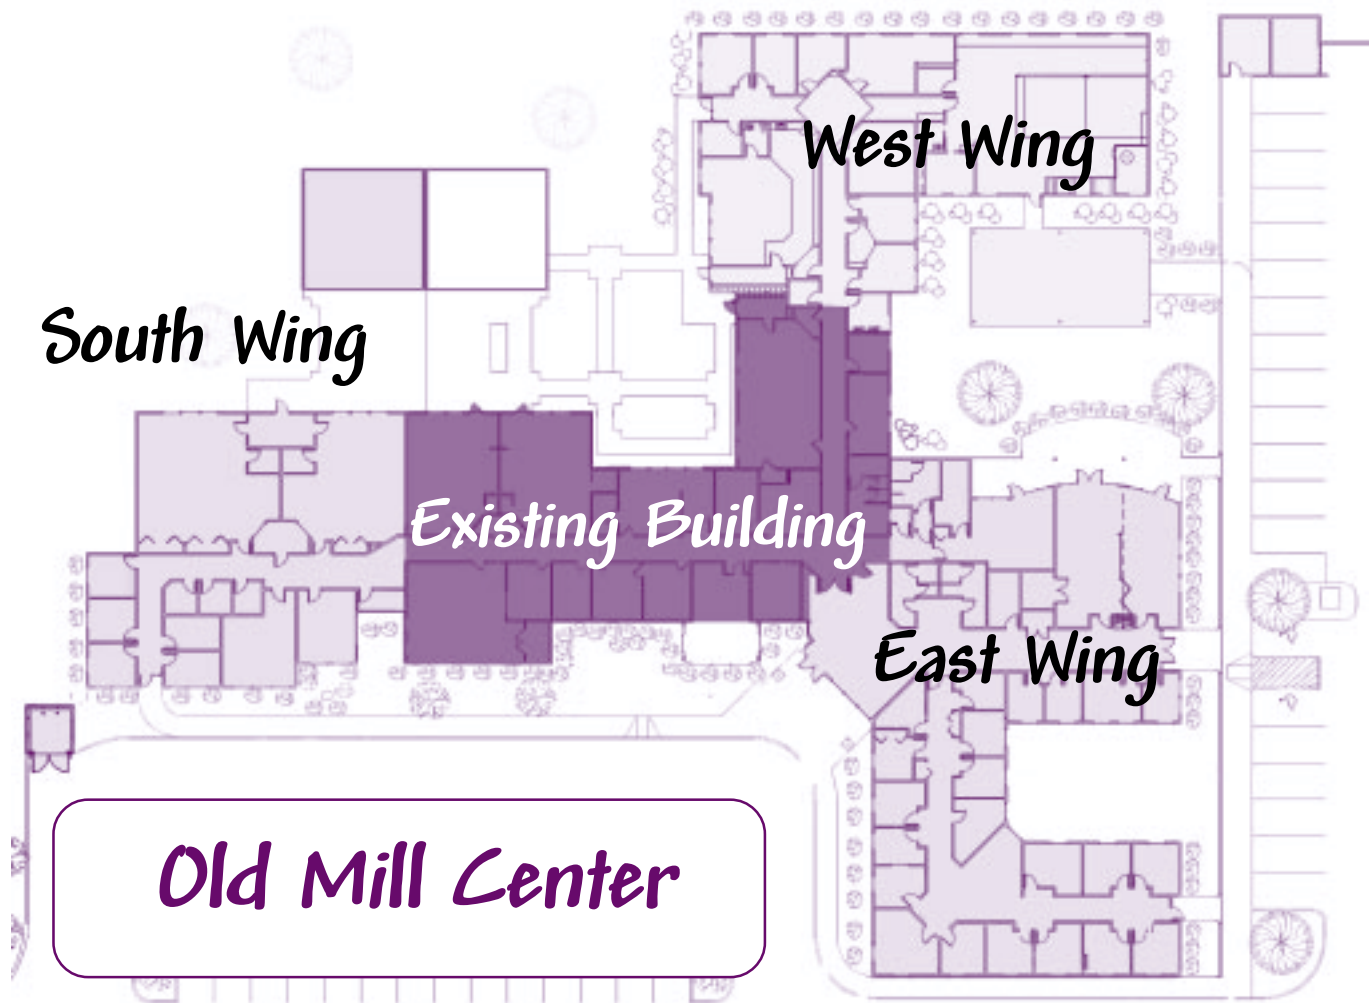 West Wing
South Wing
Existing Building
East Wing
Old Mill Center